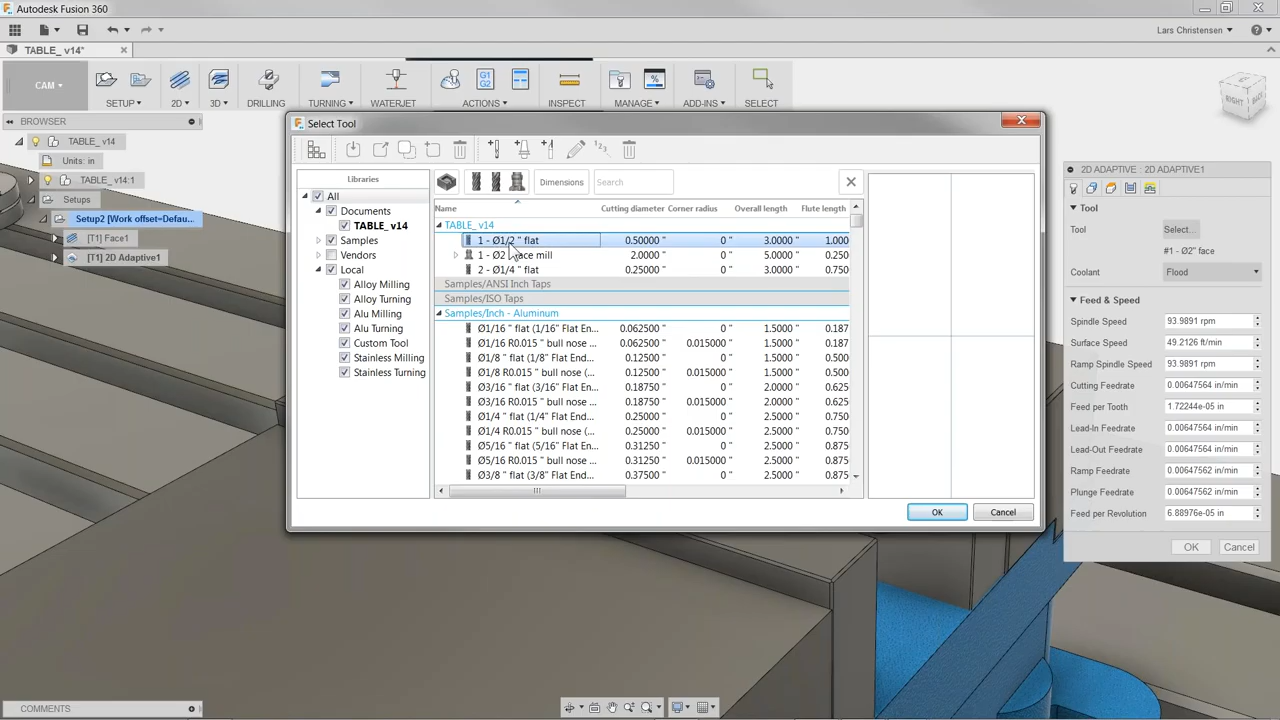 Autodesk Fusion 360
Lars Christensen
TABLE_ v14*
CAM
SETUP
2D
3D
DRILLING
TURNING
WATERJET
ACTIONS
INSPECT
MANAGE
ADD-INS
SELECT
G1
G2
BROWSER
TABLE_ v14
Units: in
TABLE_ v14:1
Setups
Setup2 [Work offset=Defau...
[T1] Face1
[T1] 2D Adaptive1
RIGHT
BACK
Select Tool
Libraries
All
Documents
TABLE_ v14
Samples
Vendors
Local
Alloy Milling
Alloy Turning
Alu Milling
Alu Turning
Custom Tool
Stainless Milling
Stainless Turning
Dimensions
Search
Name Cutting diameter Corner radius Overall length Flute length
TABLE_ v14
1 - Ø1/2 " flat 0.50000 " 0 " 3.0000 " 1.000
2.0000 " 0 " 5.0000 " 0.250
2 - Ø1/4 " flat 0.25000 " 0 " 3.0000 " 0.750
Samples/ANSI Inch Taps
Samples/ISO Taps
Samples/Inch - Aluminum
Ø1/16 " flat (1/16" Flat En... 0.062500 " 0 " 1.5000 " 0.187
Ø1/16 R0.015 " bull nose ... 0.062500 " 0.015000 " 1.5000 " 0.187
Ø1/8 " flat (1/8" Flat End... 0.12500 " 0 " 1.5000 " 0.500
Ø1/8 R0.015 " bull nose (... 0.12500 " 0.015000 " 1.5000 " 0.500
Ø3/16 " flat (3/16" Flat En... 0.18750 " 0 " 2.0000 " 0.625
Ø3/16 R0.015 " bull nose ... 0.18750 " 0.015000 " 2.0000 " 0.625
Ø1/4 " flat (1/4" Flat End... 0.25000 " 0 " 2.5000 " 0.750
Ø1/4 R0.015 " bull nose (... 0.25000 " 0.015000 " 2.5000 " 0.750
Ø5/16 " flat (5/16" Flat En... 0.31250 " 0 " 2.5000 " 0.875
Ø5/16 R0.015 " bull nose ... 0.31250 " 0.015000 " 2.5000 " 0.875
Ø3/8 " flat (3/8" Flat End... 0.37500 " 0 " 2.5000 " 0.875
OK
Cancel
2D ADAPTIVE : 2D ADAPTIVE1
Tool
Tool Select...
#1 - Ø2" face
Coolant Flood
Feed & Speed
Spindle Speed 93.9891 rpm
Surface Speed 49.2126 ft/min
Ramp Spindle Speed 93.9891 rpm
Cutting Feedrate 0.00647564 in/min
Feed per Tooth 1.72244e-05 in
Lead-In Feedrate 0.00647564 in/min
Lead-Out Feedrate 0.00647564 in/min
Ramp Feedrate 0.00647562 in/min
Plunge Feedrate 0.00647562 in/min
Feed per Revolution 6.88976e-05 in
OK
Cancel
COMMENTS